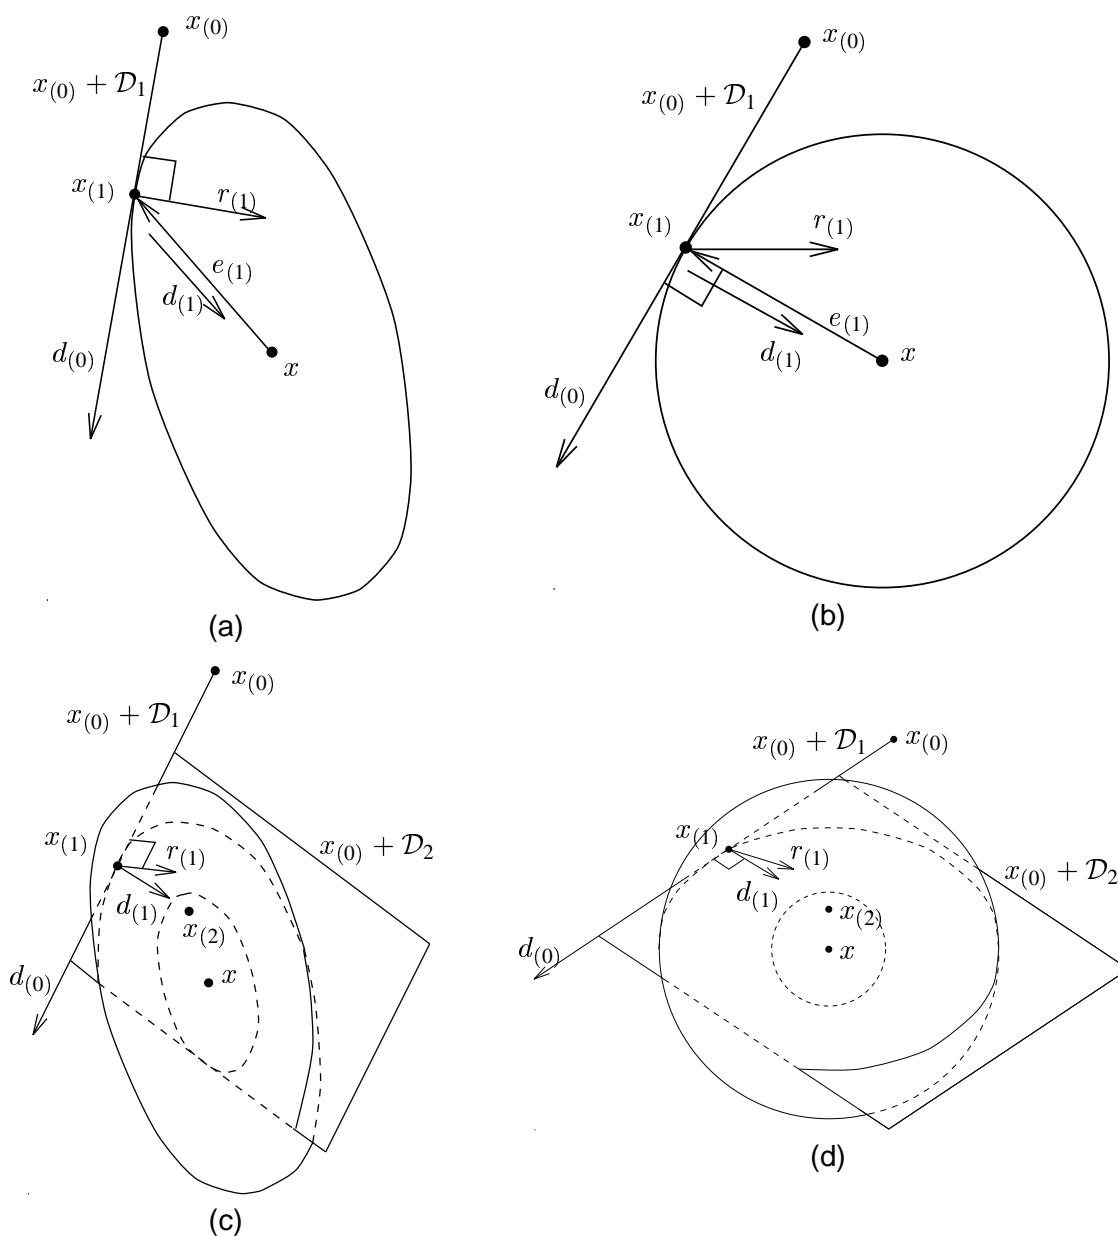 x(0)
x(0) + 𝒟1
x(1)
r(1)
e(1)
d(1)
d(0)
x
(a)
x(0)
x(0) + 𝒟1
x(1)
r(1)
e(1)
d(1)
x
d(0)
(b)
x(0)
x(0) + 𝒟1
x(1)
r(1)
x(0) + 𝒟2
d(1)
x(2)
x
d(0)
(c)
x(0) + 𝒟1
x(0)
x(1)
r(1)
x(0) + 𝒟2
d(1)
x(2)
d(0)
x
(d)